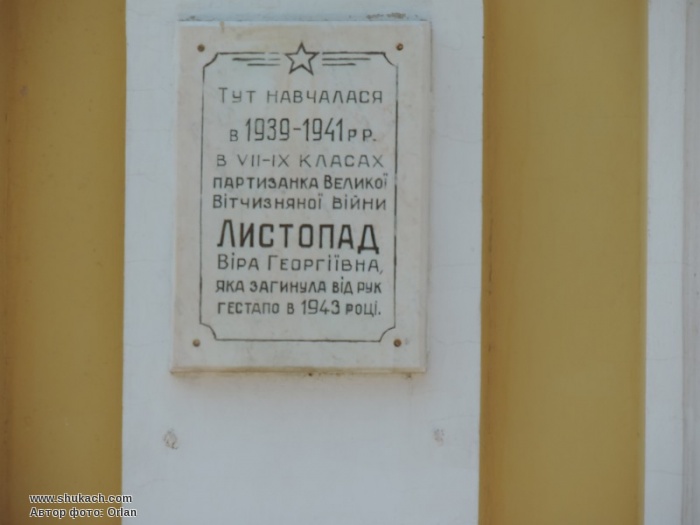 Тут навчалася
в 1939-1941 р р.
в VII-IX класах
партизанка Великої
Вітчизняної війни
ЛИСТОПАД
Віра Георгіївна,
яка загинула від рук
гестапо в 1943 році.
www.shukach.com
Автор фото: Orlan